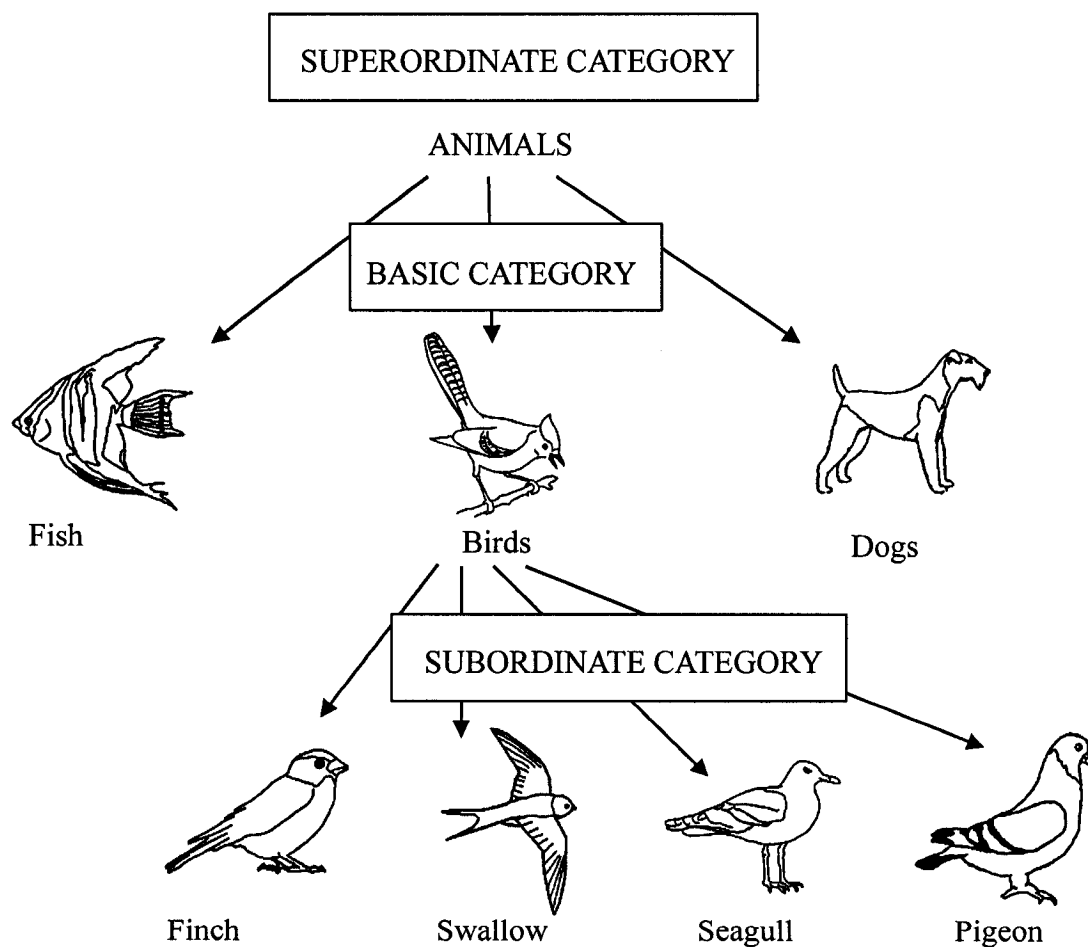 SUPERORDINATE CATEGORY
ANIMALS
BASIC CATEGORY
Fish
Birds
Dogs
SUBORDINATE CATEGORY
Finch
Swallow
Seagull
Pigeon